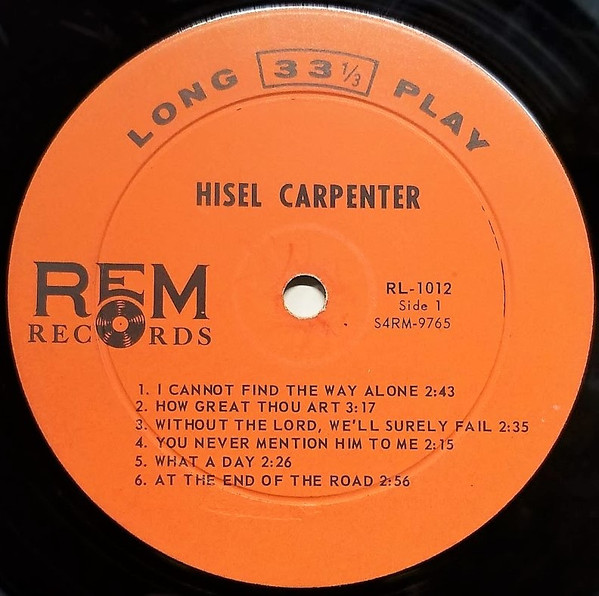 LONG 33 1/3 PLAY
HISEL CARPENTER
REM
RECORDS
RL-1012
Side 1
S4RM-9765
1. I CANNOT FIND THE WAY ALONE 2:43
2. HOW GREAT THOU ART 3:17
3. WITHOUT THE LORD, WE'LL SURELY FAIL 2:35
4. YOU NEVER MENTION HIM TO ME 2:15
5. WHAT A DAY 2:26
6. AT THE END OF THE ROAD 2:56